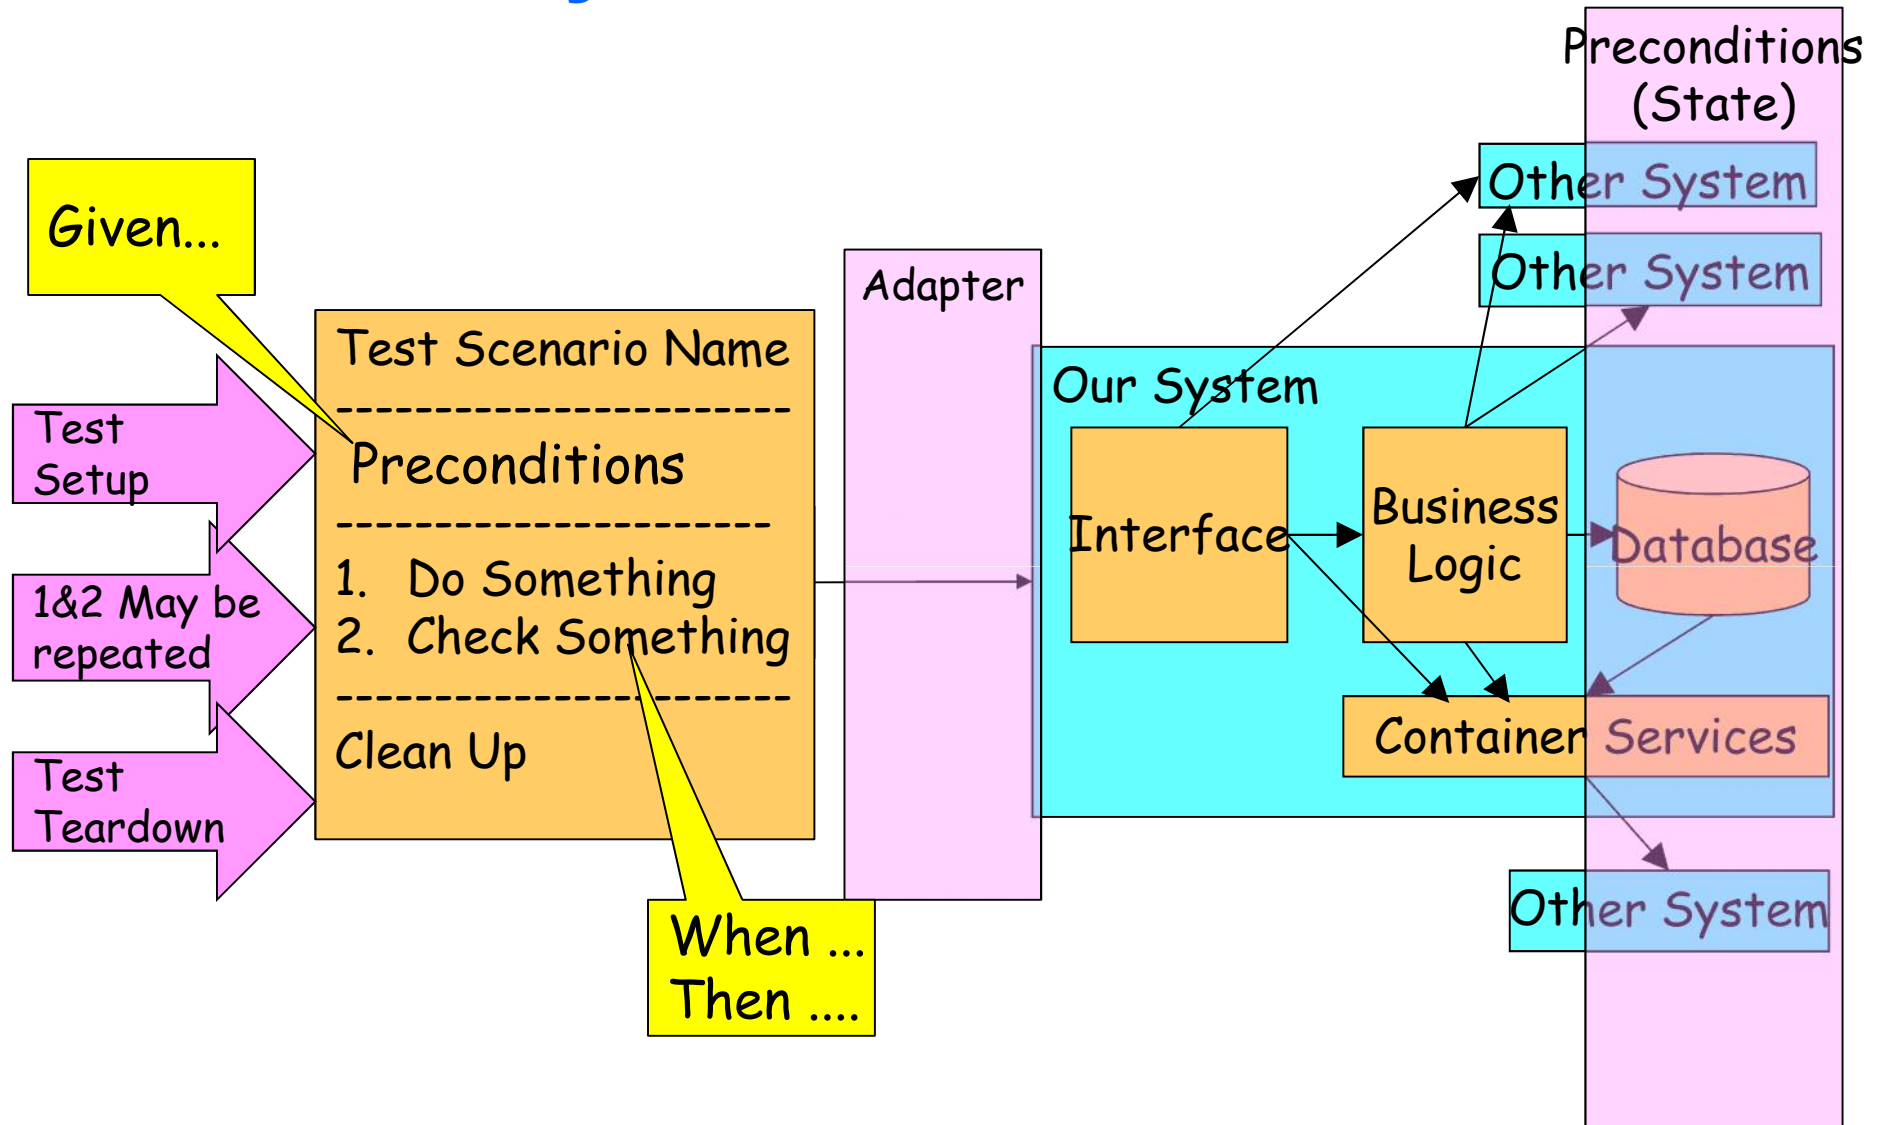 Preconditions
(State)
Other System
Other System
Given...
Adapter
Test Scenario Name
-----------------------
Preconditions
----------------------
1. Do Something
2. Check Something
-----------------------
Clean Up
Test
Setup
1&2 May be
repeated
Test
Teardown
When ...
Then ....
Our System
Interface
Business
Logic
Database
Container Services
Other System